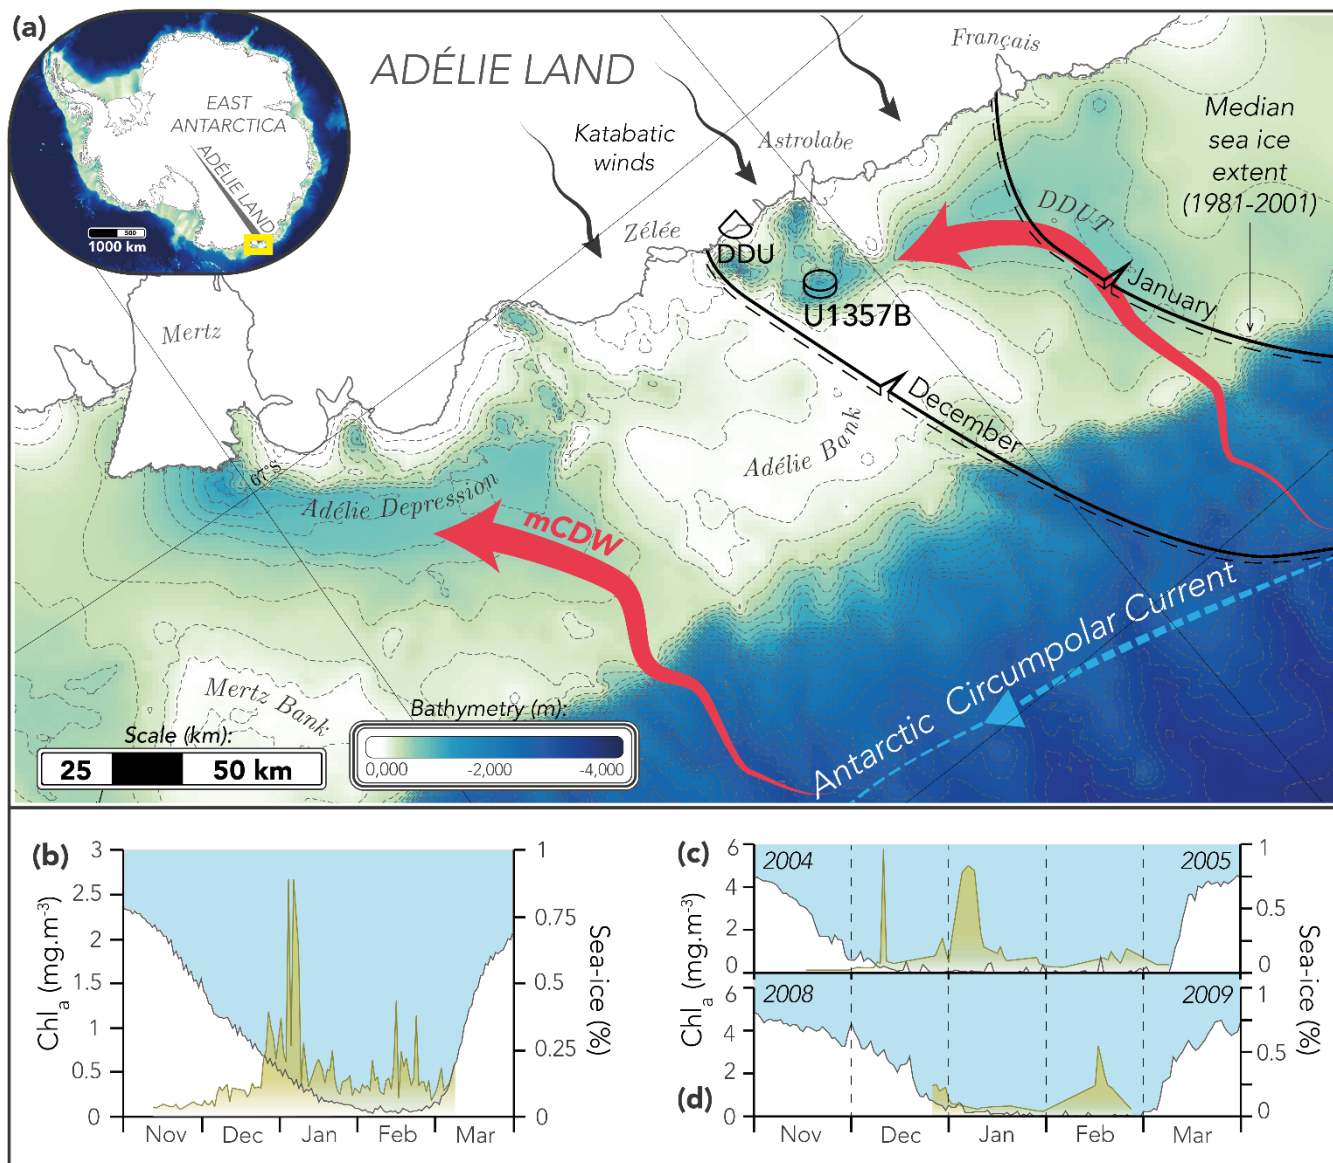 (a)
EAST
ANTARCTICA
ADÉLIE LAND
500
1000 km
ADÉLIE LAND
Katabatic
winds
Français
Astrolabe
Median
sea ice
extent
(1981-2001)
Zélée
DDU
DDUT
U1357B
January
Mertz
December
Adélie Bank
67°S
Adélie Depression
mCDW
Antarctic Circumpolar Current
Mertz Bank
Scale (km):
25 50 km
Bathymetry (m):
0,000 -2,000 -4,000
(b)
3
2.5
2
1.5
1
0.5
0
Chla (mg.m-3)
1
0.75
0.5
0.25
0
Sea-ice (%)
Nov Dec Jan Feb Mar
(c)
2004 2005
6
4
2
0
Chla (mg.m-3)
1
0.5
0
Sea-ice (%)
(d)
2008 2009
6
4
2
0
1
0.5
0
Nov Dec Jan Feb Mar